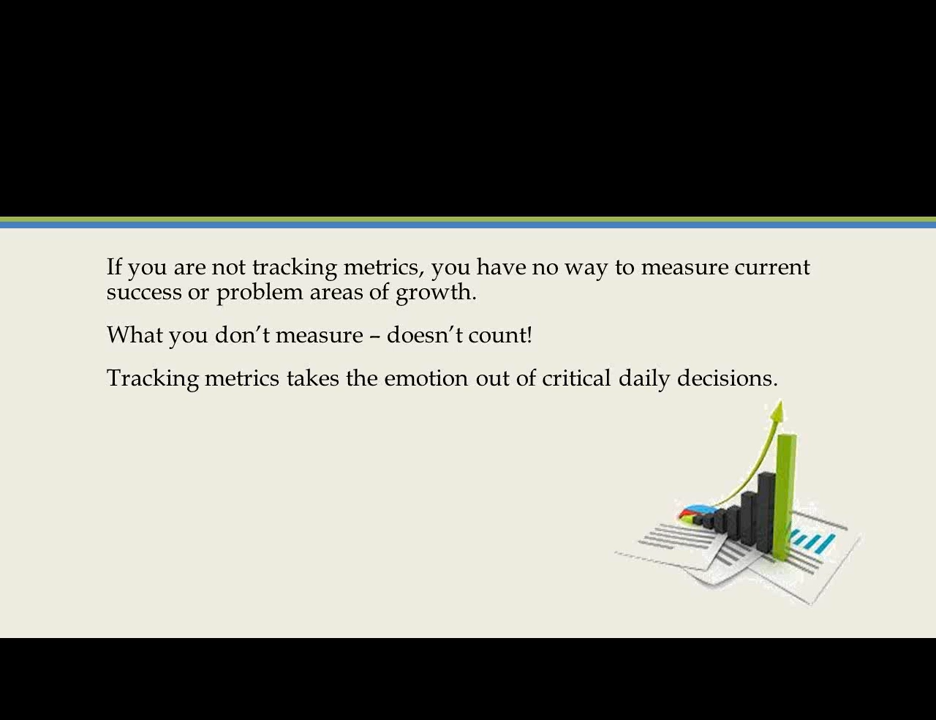 If you are not tracking metrics, you have no way to measure current
success or problem areas of growth.
What you don’t measure – doesn’t count!
Tracking metrics takes the emotion out of critical daily decisions.